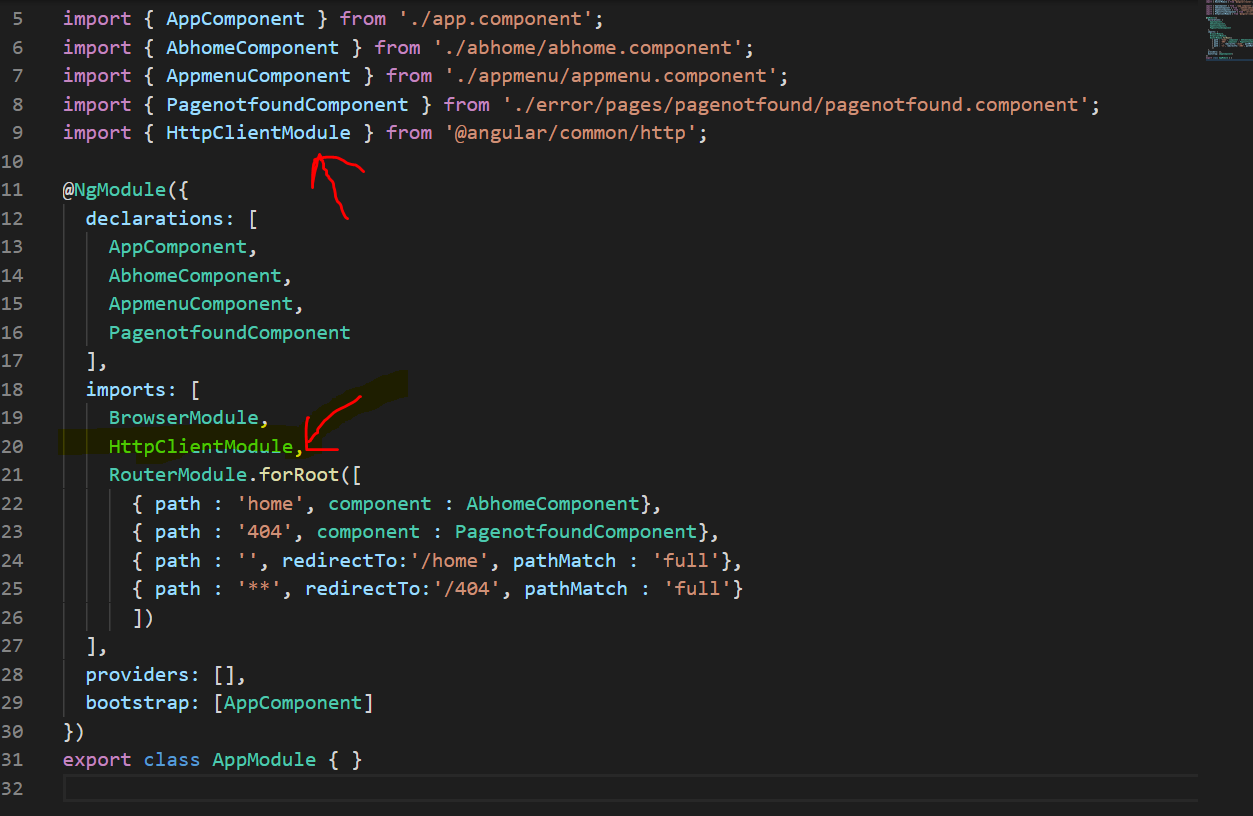 5 import { AppComponent } from './app.component';
6 import { AbhomeComponent } from './abhome/abhome.component';
7 import { AppmenuComponent } from './appmenu/appmenu.component';
8 import { PagenotfoundComponent } from './error/pages/pagenotfound/pagenotfound.component';
9 import { HttpClientModule } from '@angular/common/http';
10
11 @NgModule({
12 declarations: [
13 AppComponent,
14 AbhomeComponent,
15 AppmenuComponent,
16 PagenotfoundComponent
17 ],
18 imports: [
19 BrowserModule,
20 HttpClientModule,
21 RouterModule.forRoot([
22 { path : 'home', component : AbhomeComponent},
23 { path : '404', component : PagenotfoundComponent},
24 { path : '', redirectTo:'/home', pathMatch : 'full'},
25 { path : '**', redirectTo:'/404', pathMatch : 'full'}
26 ])
27 ],
28 providers: [],
29 bootstrap: [AppComponent]
30 })
31 export class AppModule { }
32